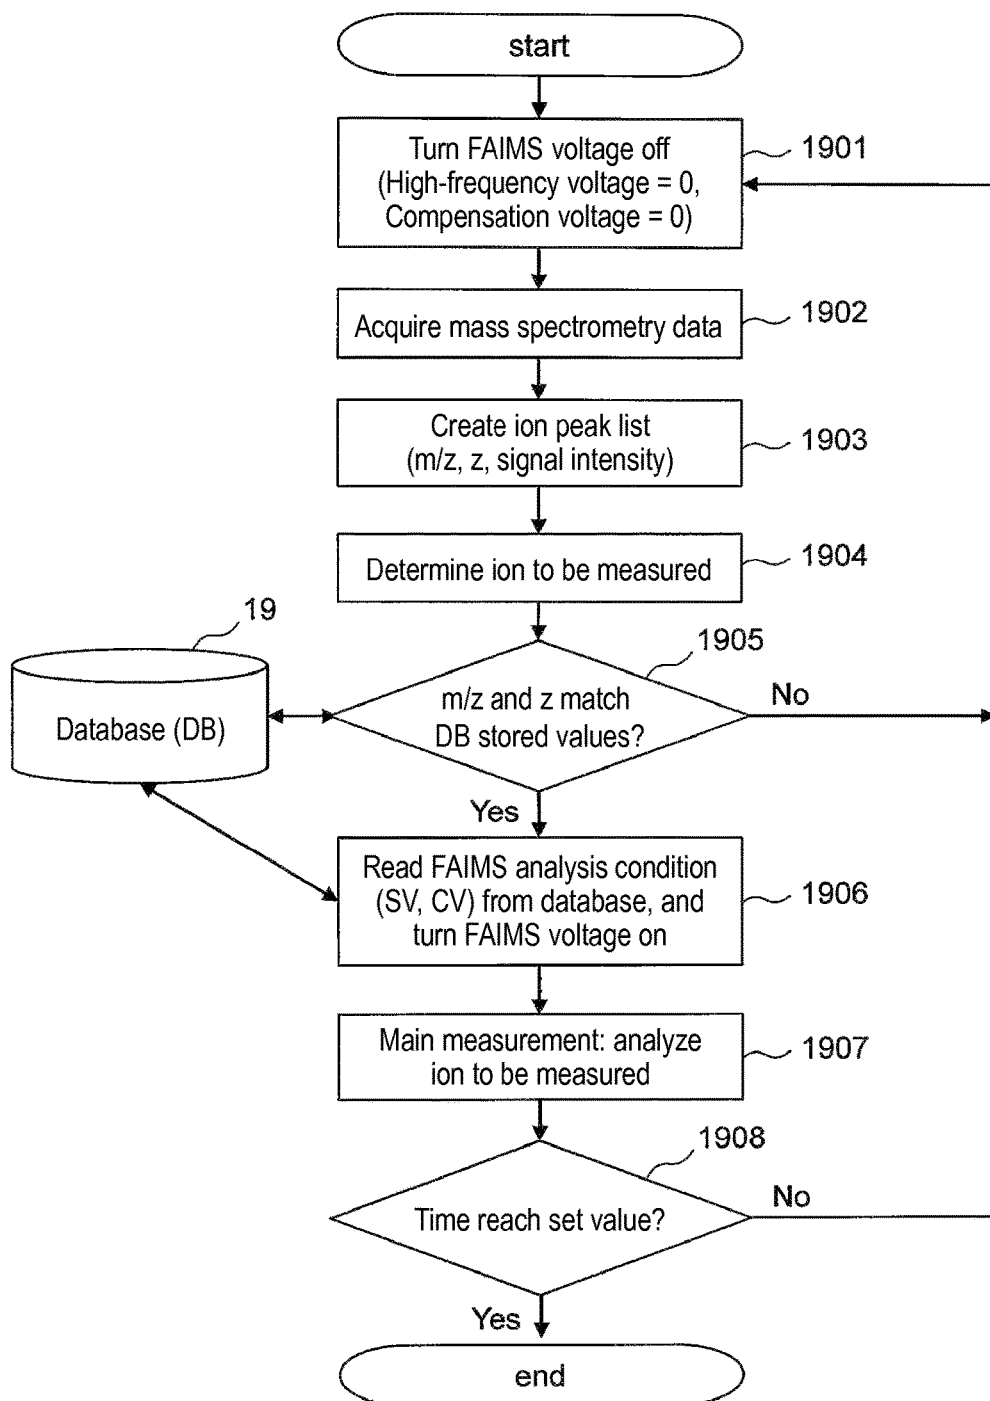 start
Turn FAIMS voltage off
(High-frequency voltage = 0,
Compensation voltage = 0)
1901
Acquire mass spectrometry data
1902
Create ion peak list
(m/z, z, signal intensity)
1903
Determine ion to be measured
1904
19
Database (DB)
1905
m/z and z match
DB stored values?
No
Yes
Read FAIMS analysis condition
(SV, CV) from database, and
turn FAIMS voltage on
1906
Main measurement: analyze
ion to be measured
1907
1908
Time reach set value?
No
Yes
end